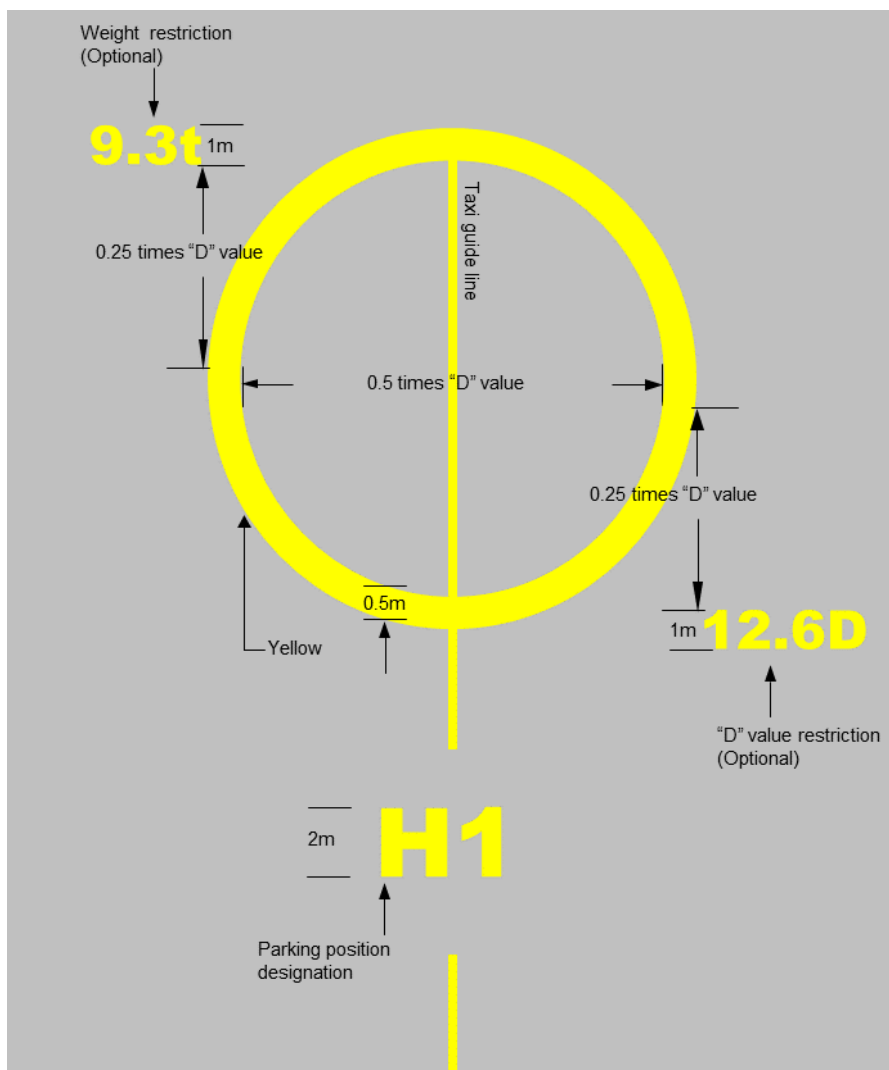 Weight restriction
(Optional)
9.3t
1m
0.25 times “D” value
Taxi guide line
0.5 times “D” value
0.25 times “D” value
0.5m
1m
12.6D
Yellow
“D” value restriction
(Optional)
H1
2m
Parking position
designation